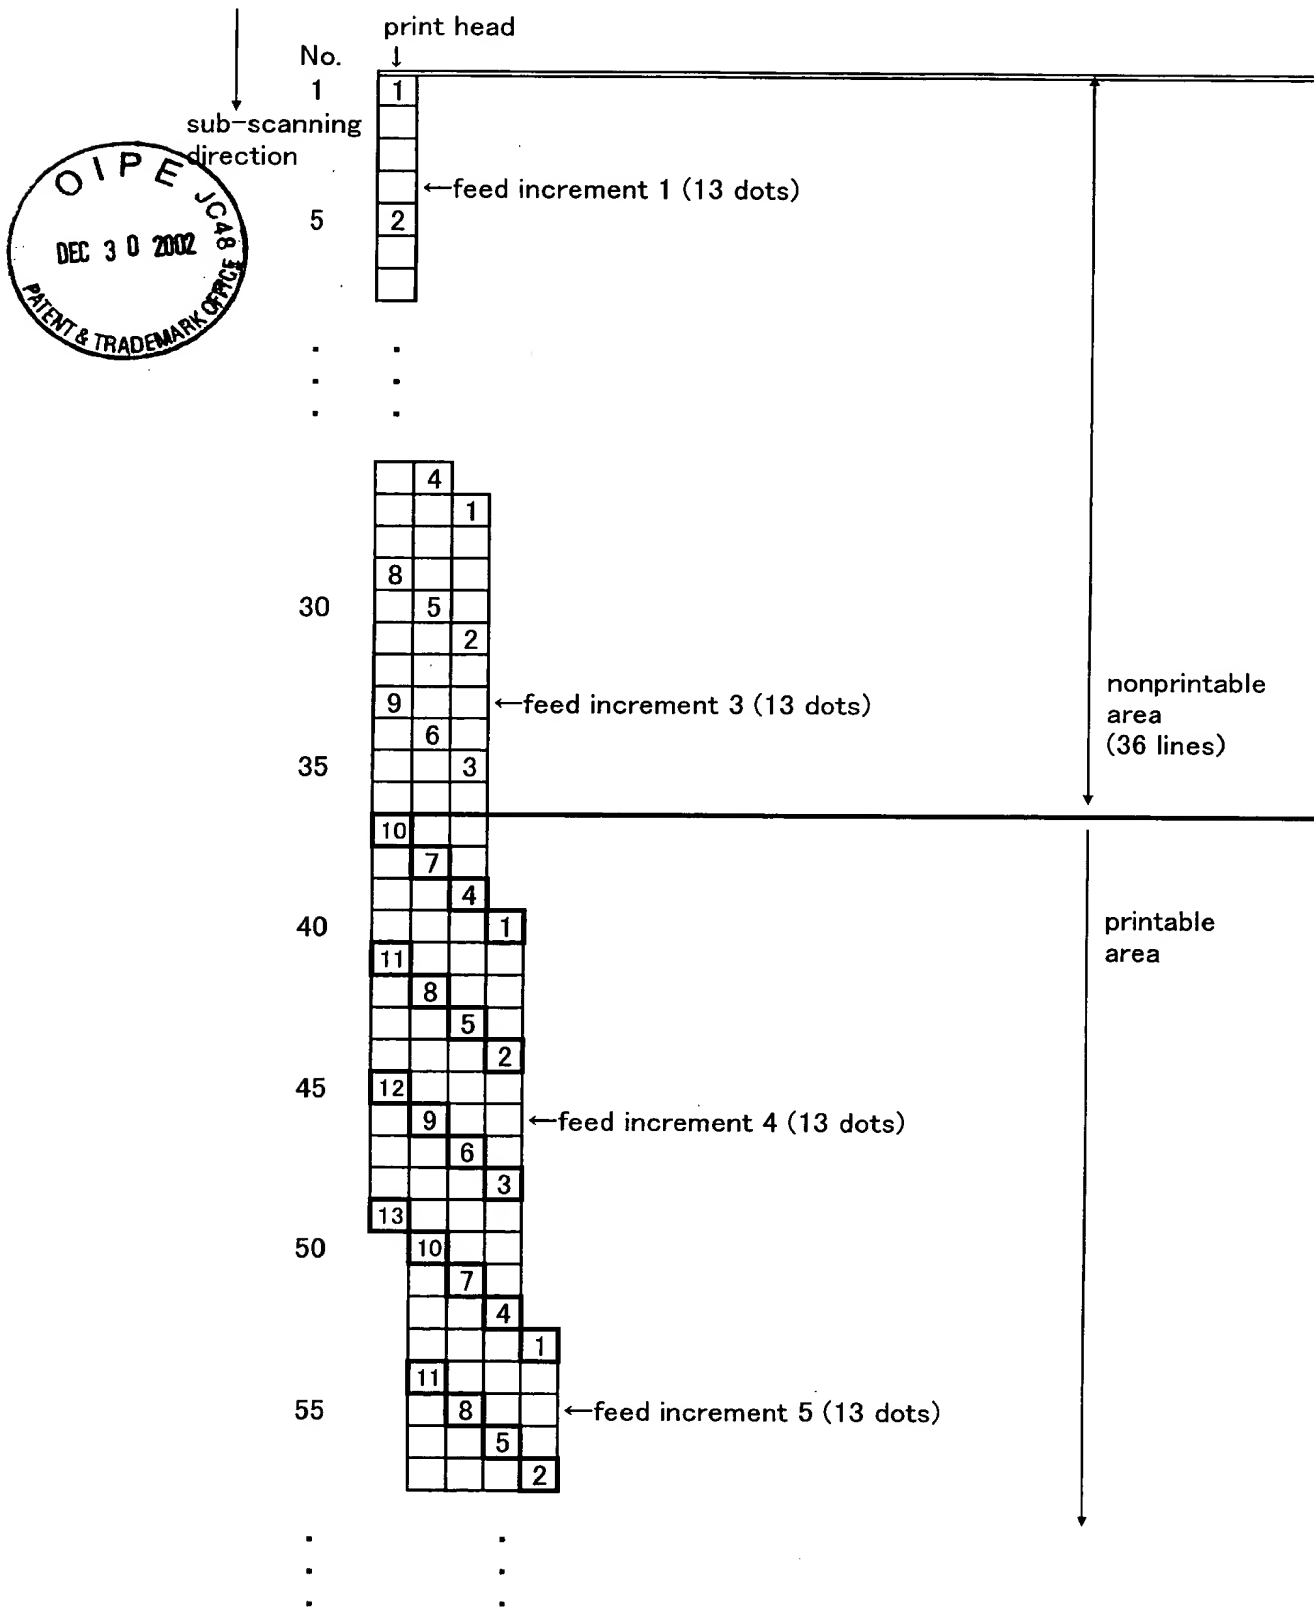 print head
No. ↓
1 1
sub-scanning
direction
←feed increment 1 (13 dots)
5 2
OIPE JC48
DEC 30 2002
PATENT & TRADEMARK OFFICE
4
1
8
30 5
2
9 ←feed increment 3 (13 dots)
6
35 3
nonprintable
area
(36 lines)
10
7
4
40 1
printable
area
11
8
5
2
45 12
9 ←feed increment 4 (13 dots)
6
3
13
50 10
7
4
1
11
55 8 ←feed increment 5 (13 dots)
5
2